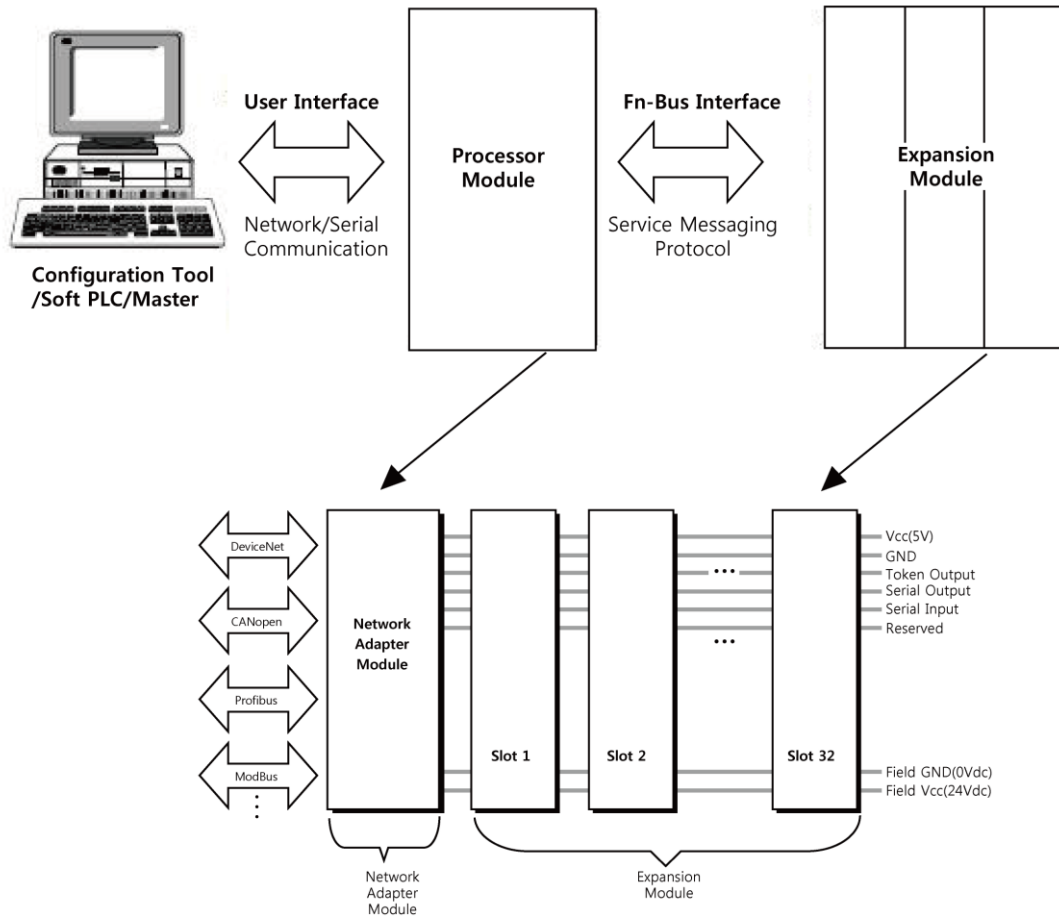 User Interface
Network/Serial
Communication
Configuration Tool
/Soft PLC/Master
Processor
Module
Fn-Bus Interface
Service Messaging
Protocol
Expansion
Module
DeviceNet
CANopen
Profibus
ModBus
Network
Adapter
Module
Slot 1
Slot 2
Slot 32
Vcc(5V)
GND
Token Output
Serial Output
Serial Input
Reserved
Field GND(0Vdc)
Field Vcc(24Vdc)
Network
Adapter
Module
Expansion
Module